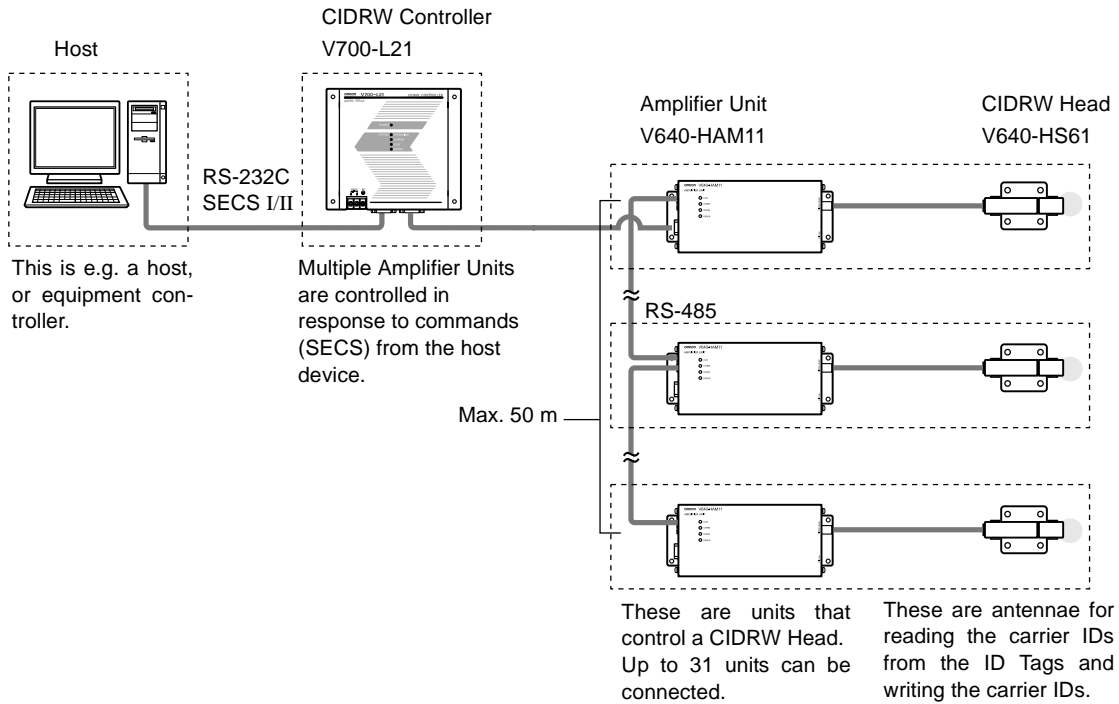 CIDRW Controller
V700-L21
Host
Amplifier Unit
V640-HAM11
CIDRW Head
V640-HS61
RS-232C
SECS I/II
This is e.g. a host,
or equipment con-
troller.
Multiple Amplifier Units
are controlled in
response to commands
(SECS) from the host
device.
RS-485
Max. 50 m
These are units that
control a CIDRW Head.
Up to 31 units can be
connected.
These are antennae for
reading the carrier IDs
from the ID Tags and
writing the carrier IDs.